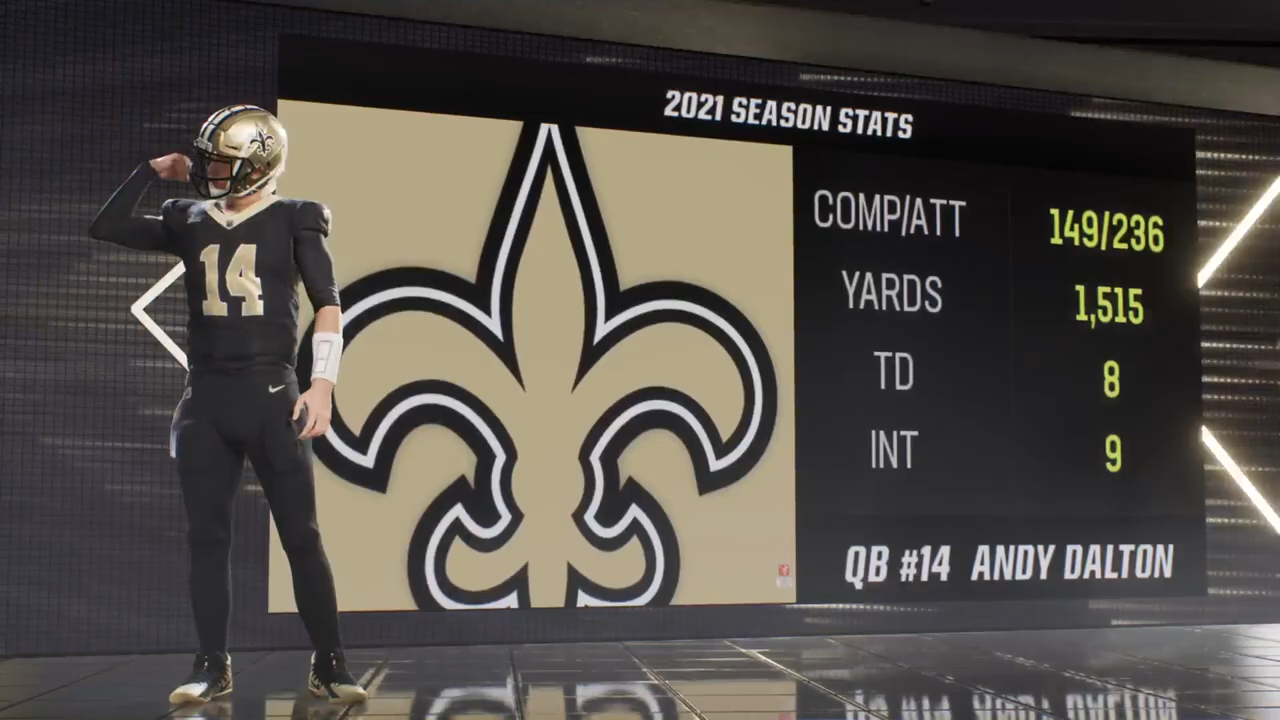 2021 SEASON STATS
COMP/ATT 149/236
YARDS 1,515
TD 8
INT 9
QB #14 ANDY DALTON
14